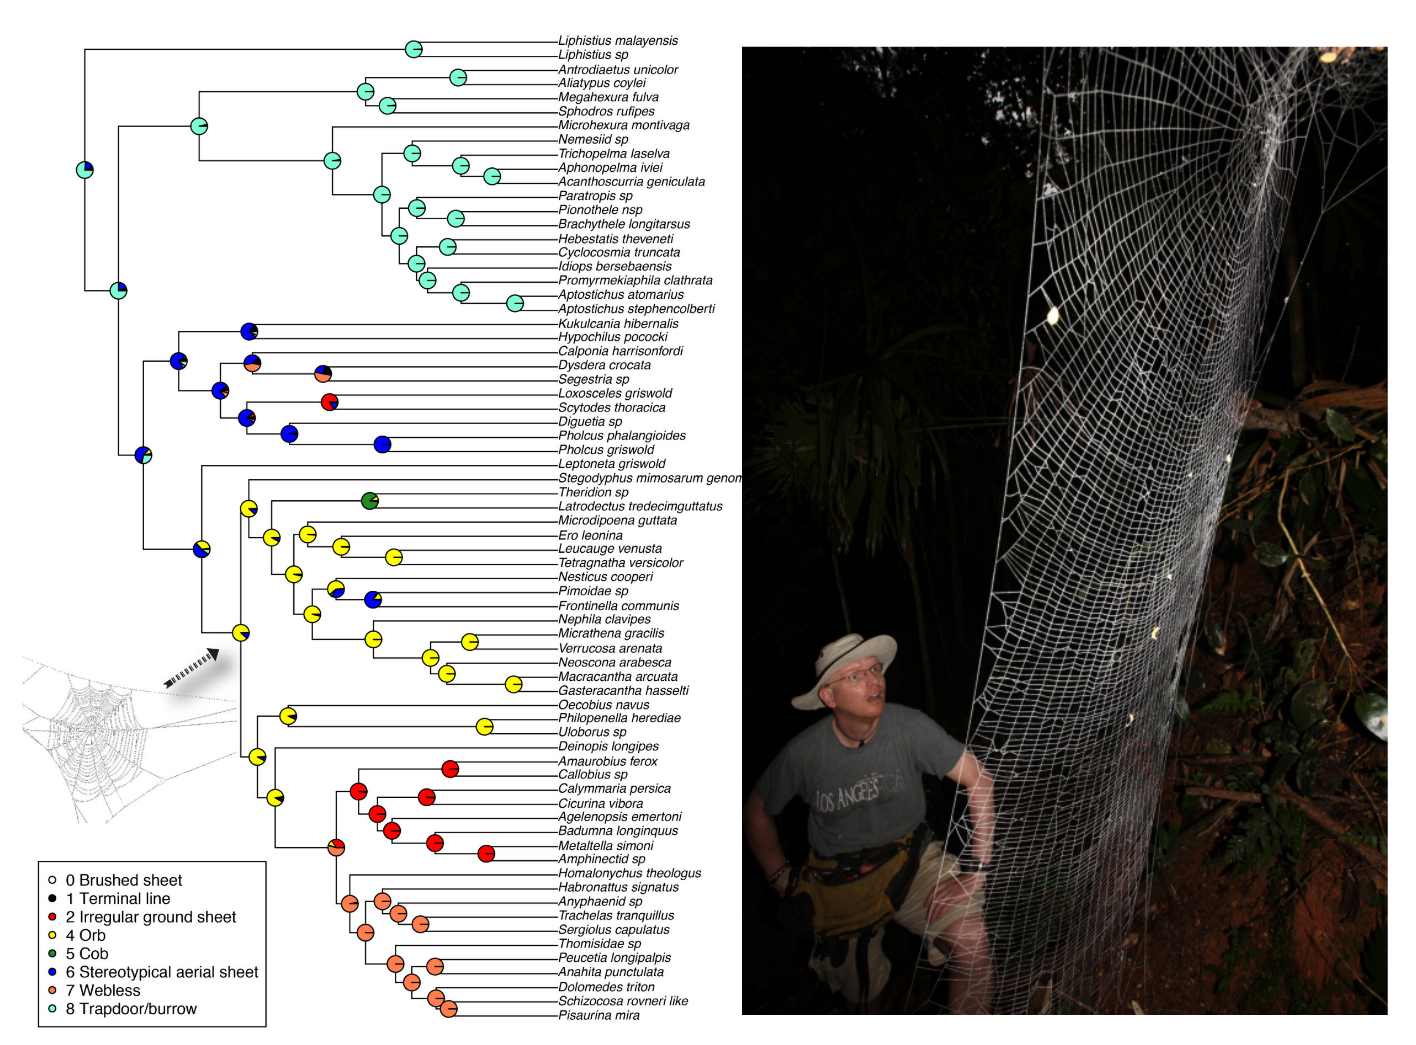 Liphistius malayensis
Liphistius sp
Antrodiaetus unicolor
Aliatypus coylei
Megahexura fulva
Sphodros rufipes
Microhexura montivaga
Nemesiid sp
Trichopelma laselva
Aphonopelma iviei
Acanthoscurria geniculata
Paratropis sp
Pionothele nsp
Brachythele longitarsus
Hebestatis theveneti
Cyclocosmia truncata
Idiops bersebaensis
Promyrmekiaphila clathrata
Aptostichus atomarius
Aptostichus stephencolberti
Kukulcania hibernalis
Hypochilus pococki
Calponia harrisonfordi
Dysdera crocata
Segestria sp
Loxosceles griswold
Scytodes thoracica
Diguetia sp
Pholcus phalangioides
Pholcus griswold
Leptoneta griswold
Stegodyphus mimosarum genom
Theridion sp
Latrodectus tredecimguttatus
Microdipoena guttata
Ero leonina
Leucauge venusta
Tetragnatha versicolor
Nesticus cooperi
Pimoidae sp
Frontinella communis
Nephila clavipes
Micrathena gracilis
Verrucosa arenata
Neoscona arabesca
Macracantha arcuata
Gasteracantha hasselti
Oecobius navus
Philopenella herediae
Uloborus sp
Deinopis longipes
Amaurobius ferox
Callobius sp
Calymmaria persica
Cicurina vibora
Agelenopsis emertoni
Badumna longinquus
Metaltella simoni
Amphinectid sp
Homalonychus theologus
Habronattus signatus
Anyphaenid sp
Trachelas tranquillus
Sergiolus capulatus
Thomisidae sp
Peucetia longipalpis
Anahita punctulata
Dolomedes triton
Schizocosa rovneri like
Pisaurina mira
0 Brushed sheet
1 Terminal line
2 Irregular ground sheet
4 Orb
5 Cob
6 Stereotypical aerial sheet
7 Webless
8 Trapdoor/burrow
LOS ANGELES